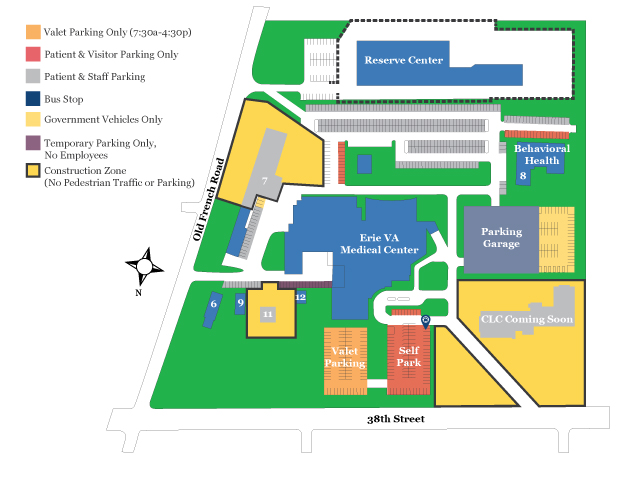 Valet Parking Only (7:30a-4:30p)
Patient & Visitor Parking Only
Patient & Staff Parking
Bus Stop
Government Vehicles Only
Temporary Parking Only,
No Employees
Construction Zone
(No Pedestrian Traffic or Parking)
Reserve Center
Behavioral
Health
8
7
Old French Road
Parking
Garage
Erie VA
Medical Center
N
6
9
12
11
CLC Coming Soon
Valet
Parking
Self
Park
38th Street